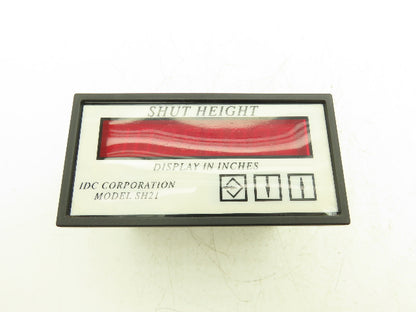 SHUT HEIGHT
DISPLAY IN INCHES
IDC CORPORATION
MODEL SH21